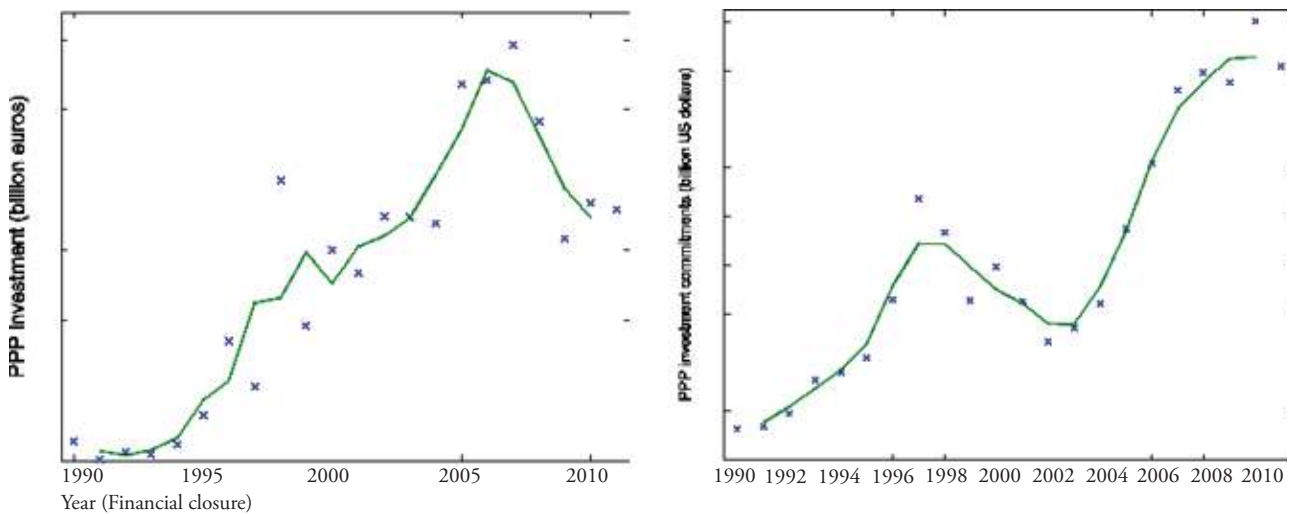 PPP Investment (billion euros)
1990 1995 2000 2005 2010
Year (Financial closure)
PPP investment commitments (billion US dollars)
1990 1992 1994 1996 1998 2000 2002 2004 2006 2008 2010